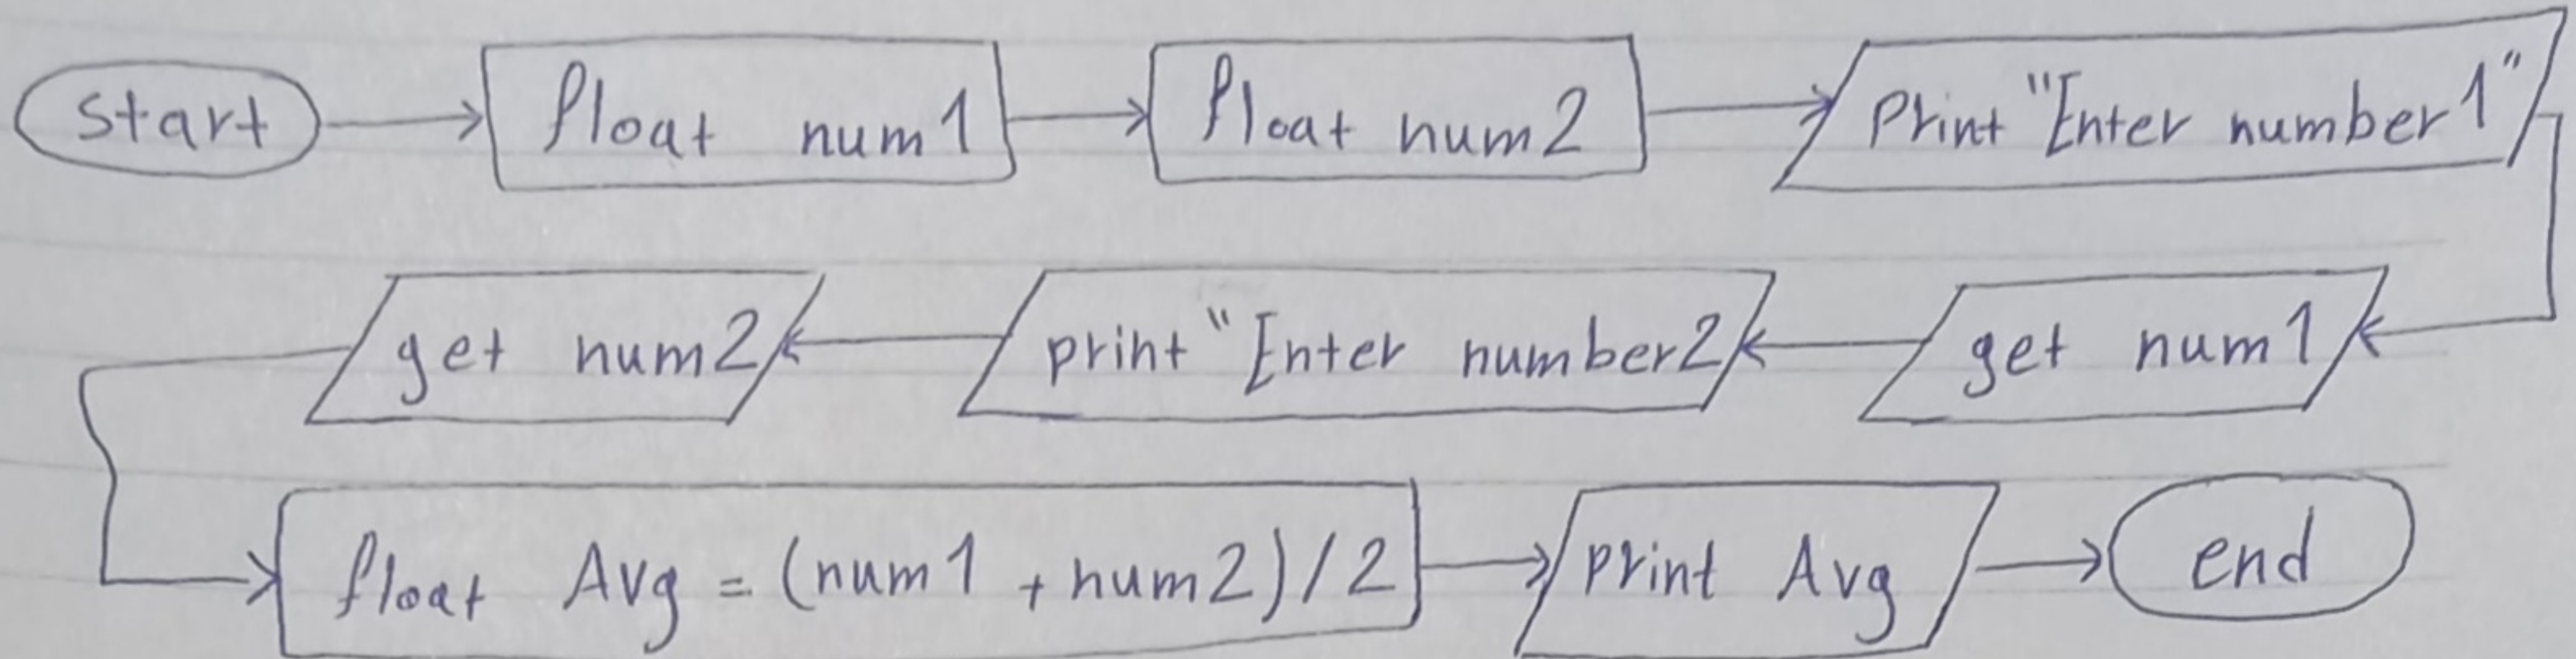 start float num1 float num2 Print "Enter number1"
get num2 print "Enter number2 get num1
float Avg = (num1 + num2)/2 print Avg end